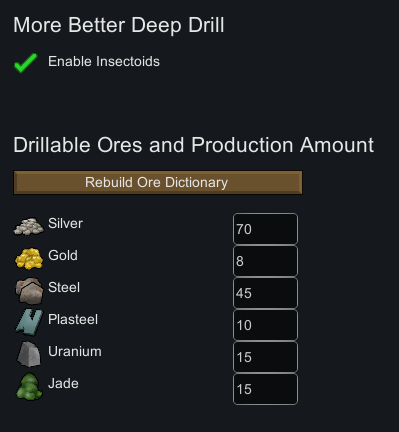 More Better Deep Drill
Enable Insectoids
Drillable Ores and Production Amount
Rebuild Ore Dictionary
Silver 70
Gold 8
Steel 45
Plasteel 10
Uranium 15
Jade 15